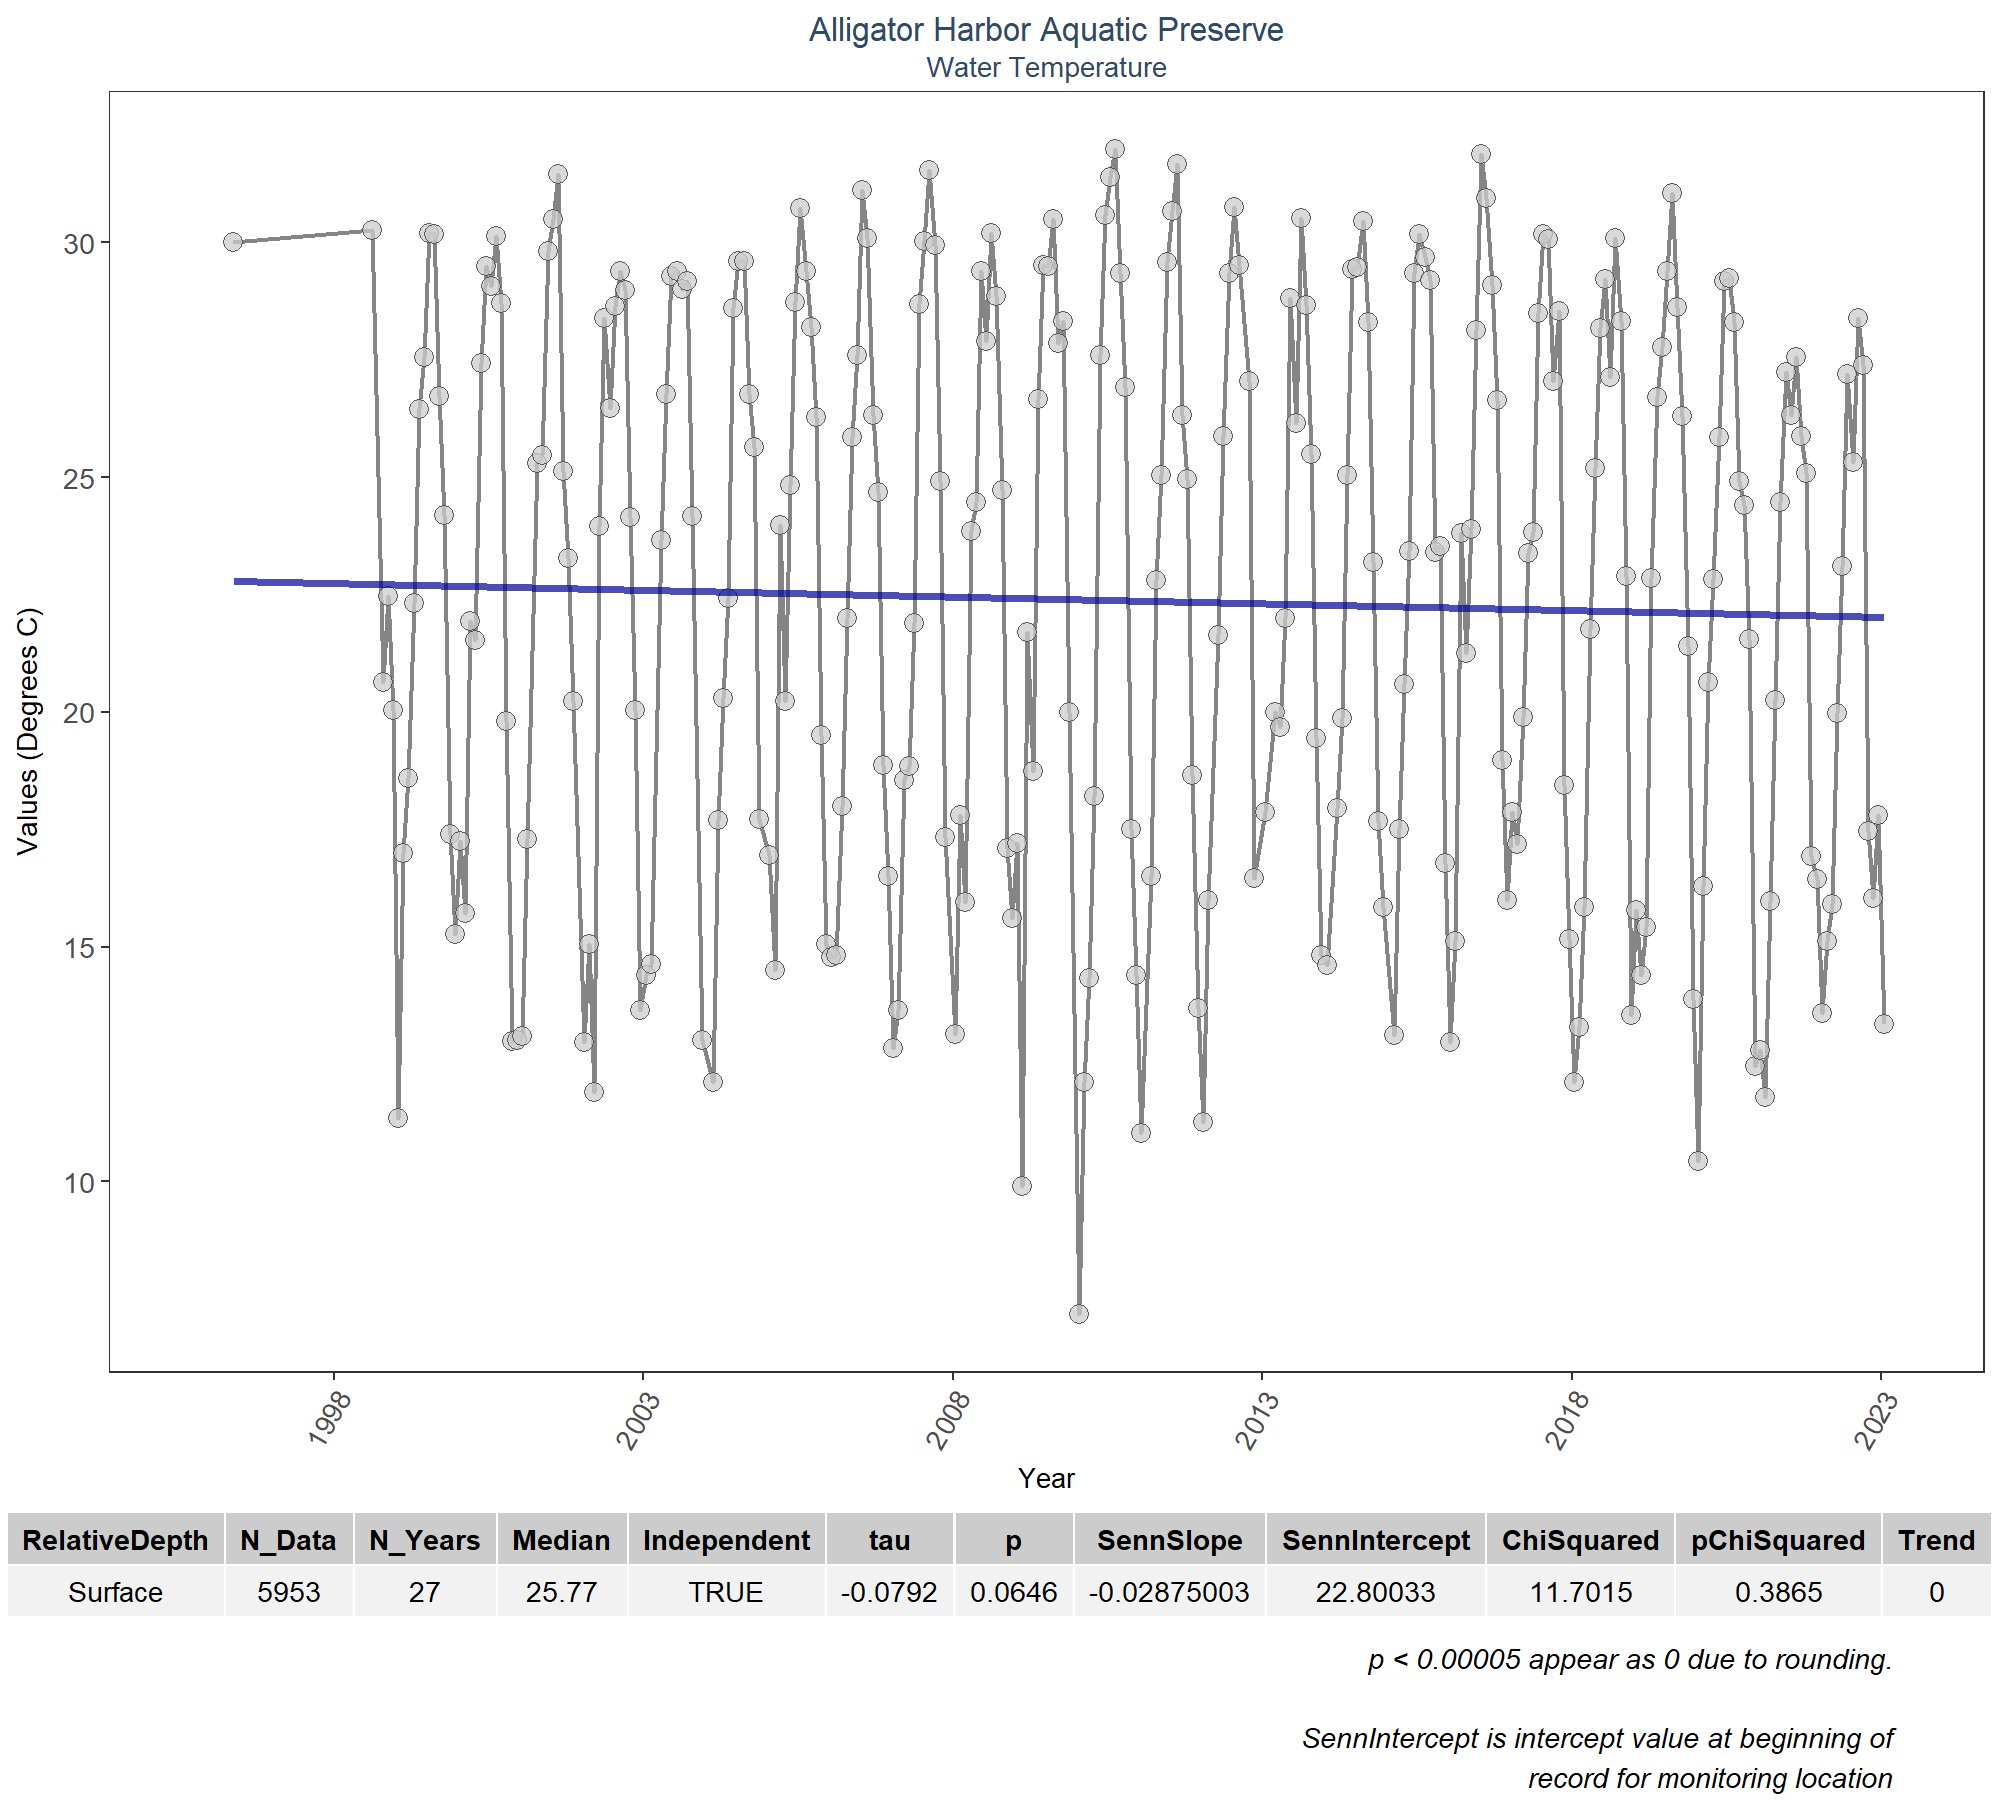 Alligator Harbor Aquatic Preserve
Water Temperature
Values (Degrees C)
30
25
20
15
10
1998 2003 2008 2013 2018 2023
Year
RelativeDepth N_Data N_Years Median Independent tau p SennSlope SennIntercept ChiSquared pChiSquared Trend
Surface 5953 27 25.77 TRUE -0.0792 0.0646 -0.02875003 22.80033 11.7015 0.3865 0
p < 0.00005 appear as 0 due to rounding.
SennIntercept is intercept value at beginning of
record for monitoring location